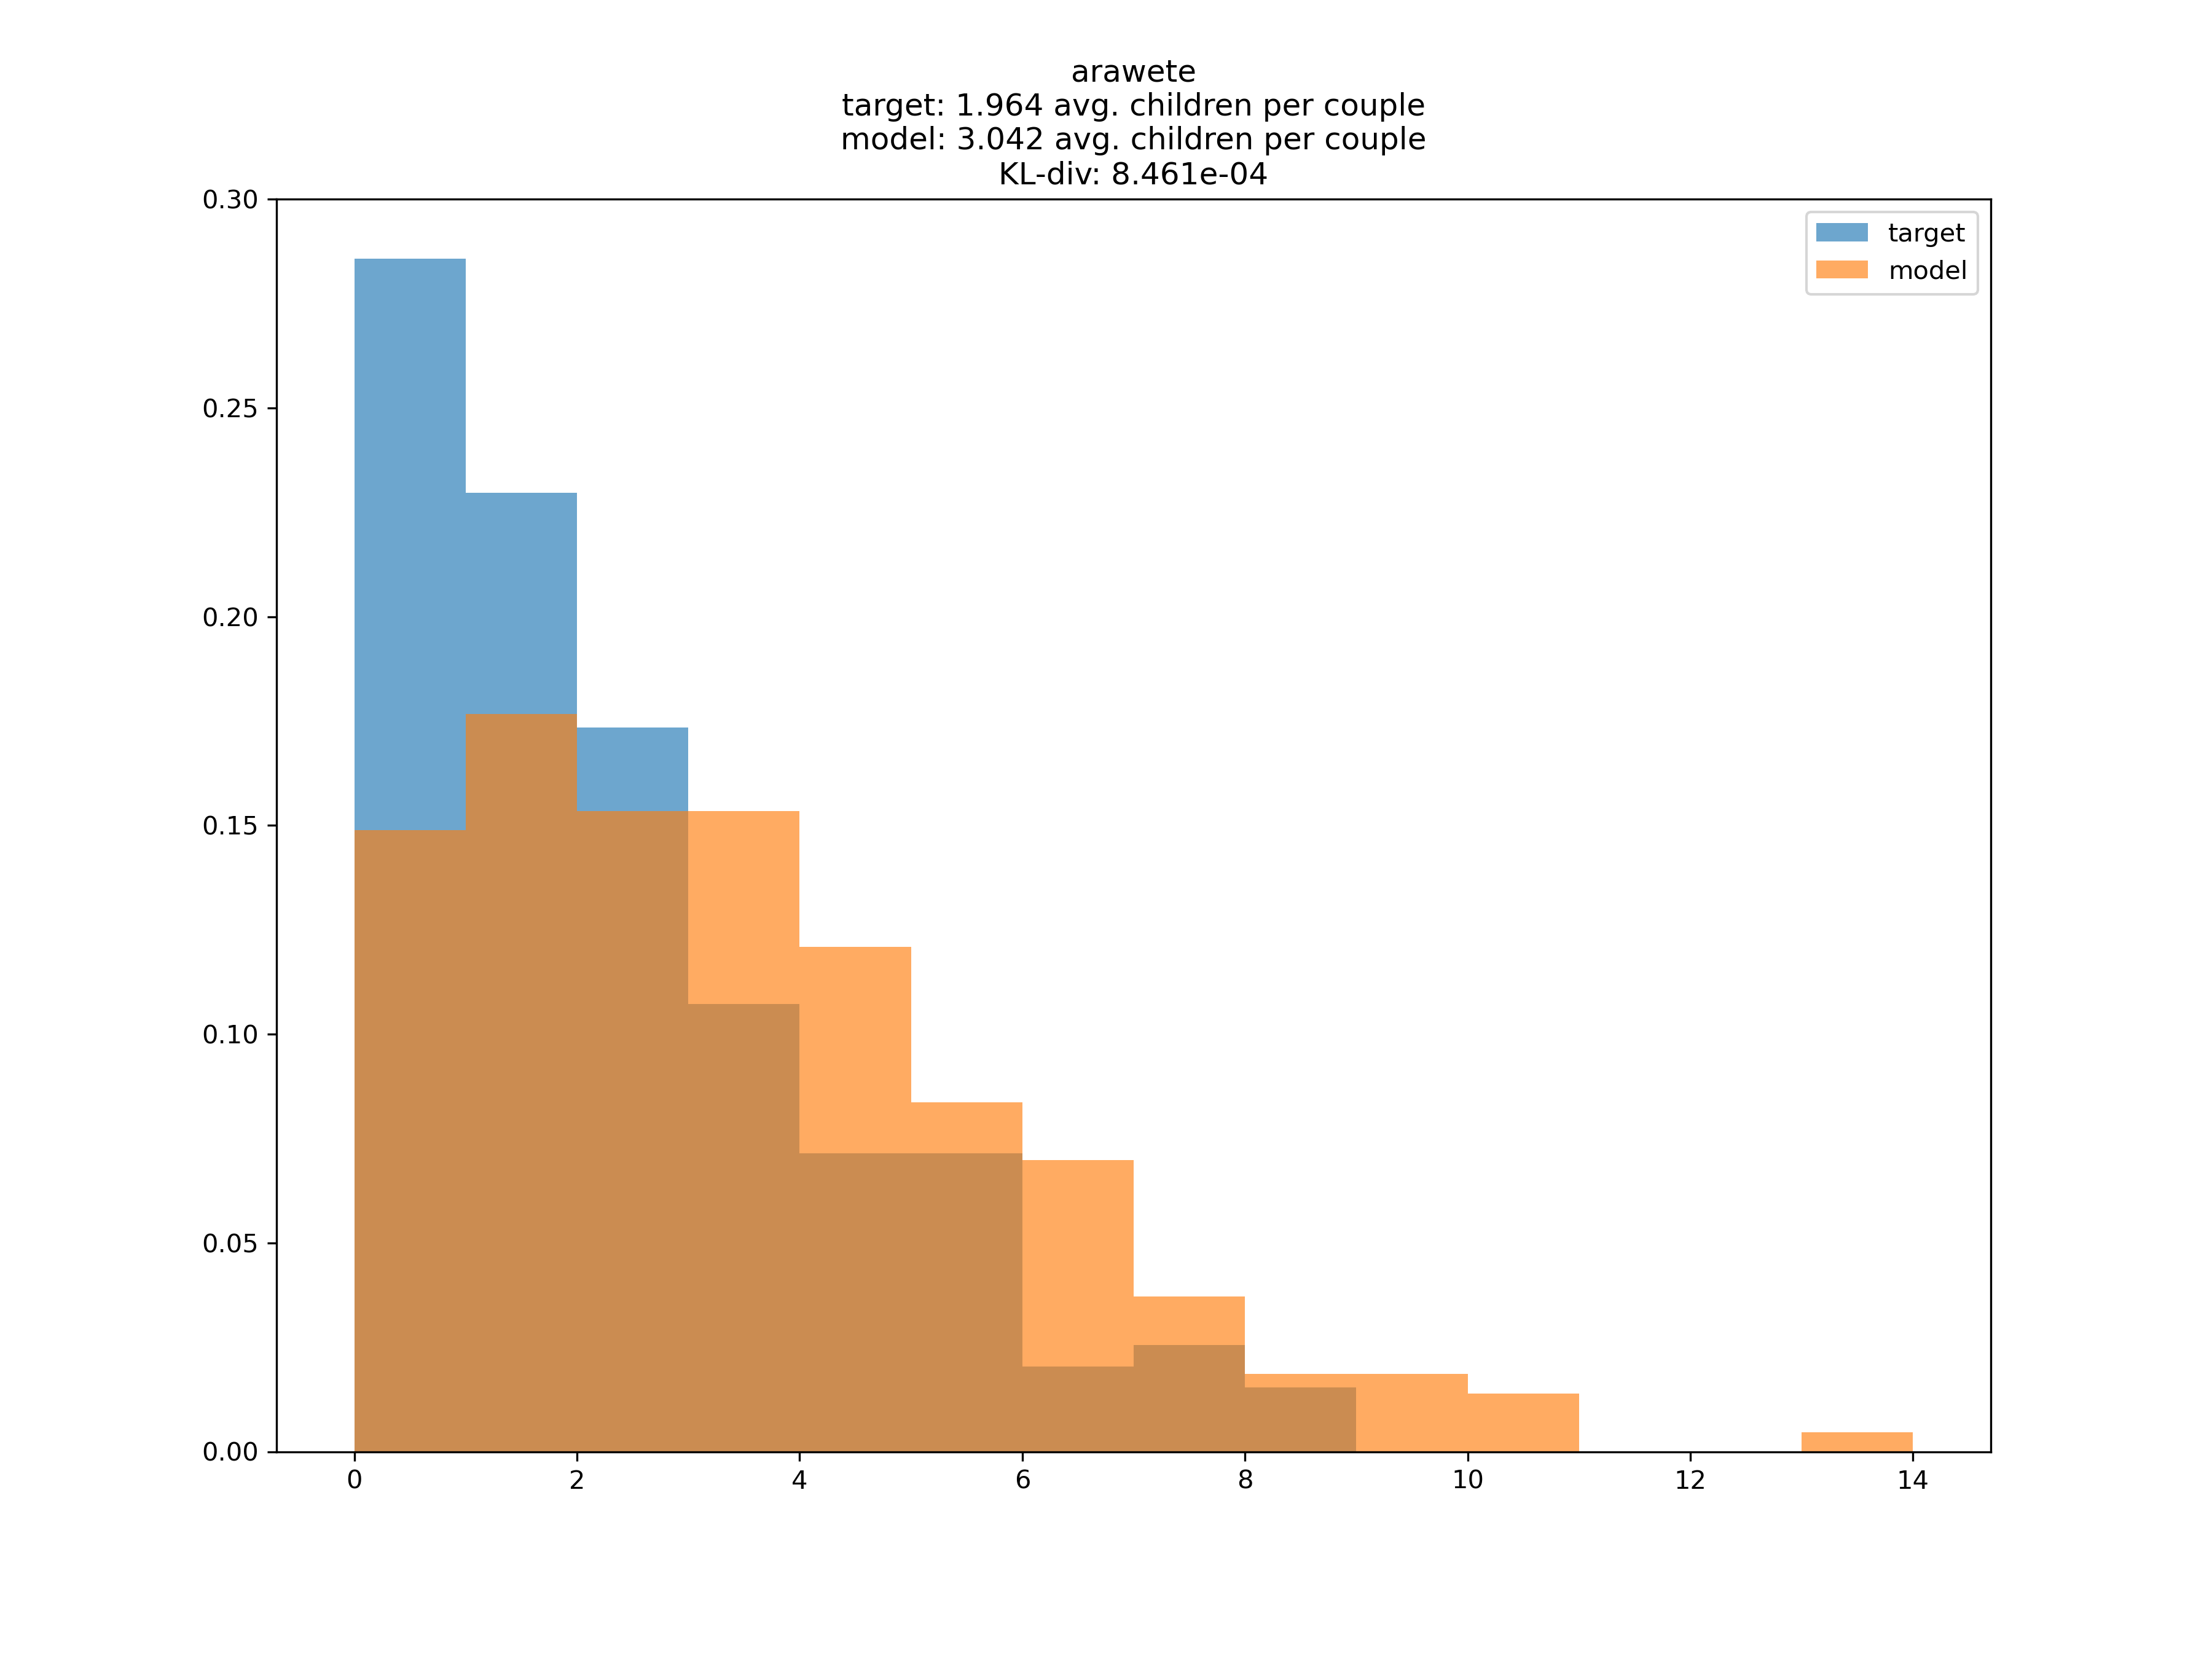 arawete
target: 1.964 avg. children per couple
model: 3.042 avg. children per couple
KL-div: 8.461e-04
target
model
0.30
0.25
0.20
0.15
0.10
0.05
0.00
0 2 4 6 8 10 12 14